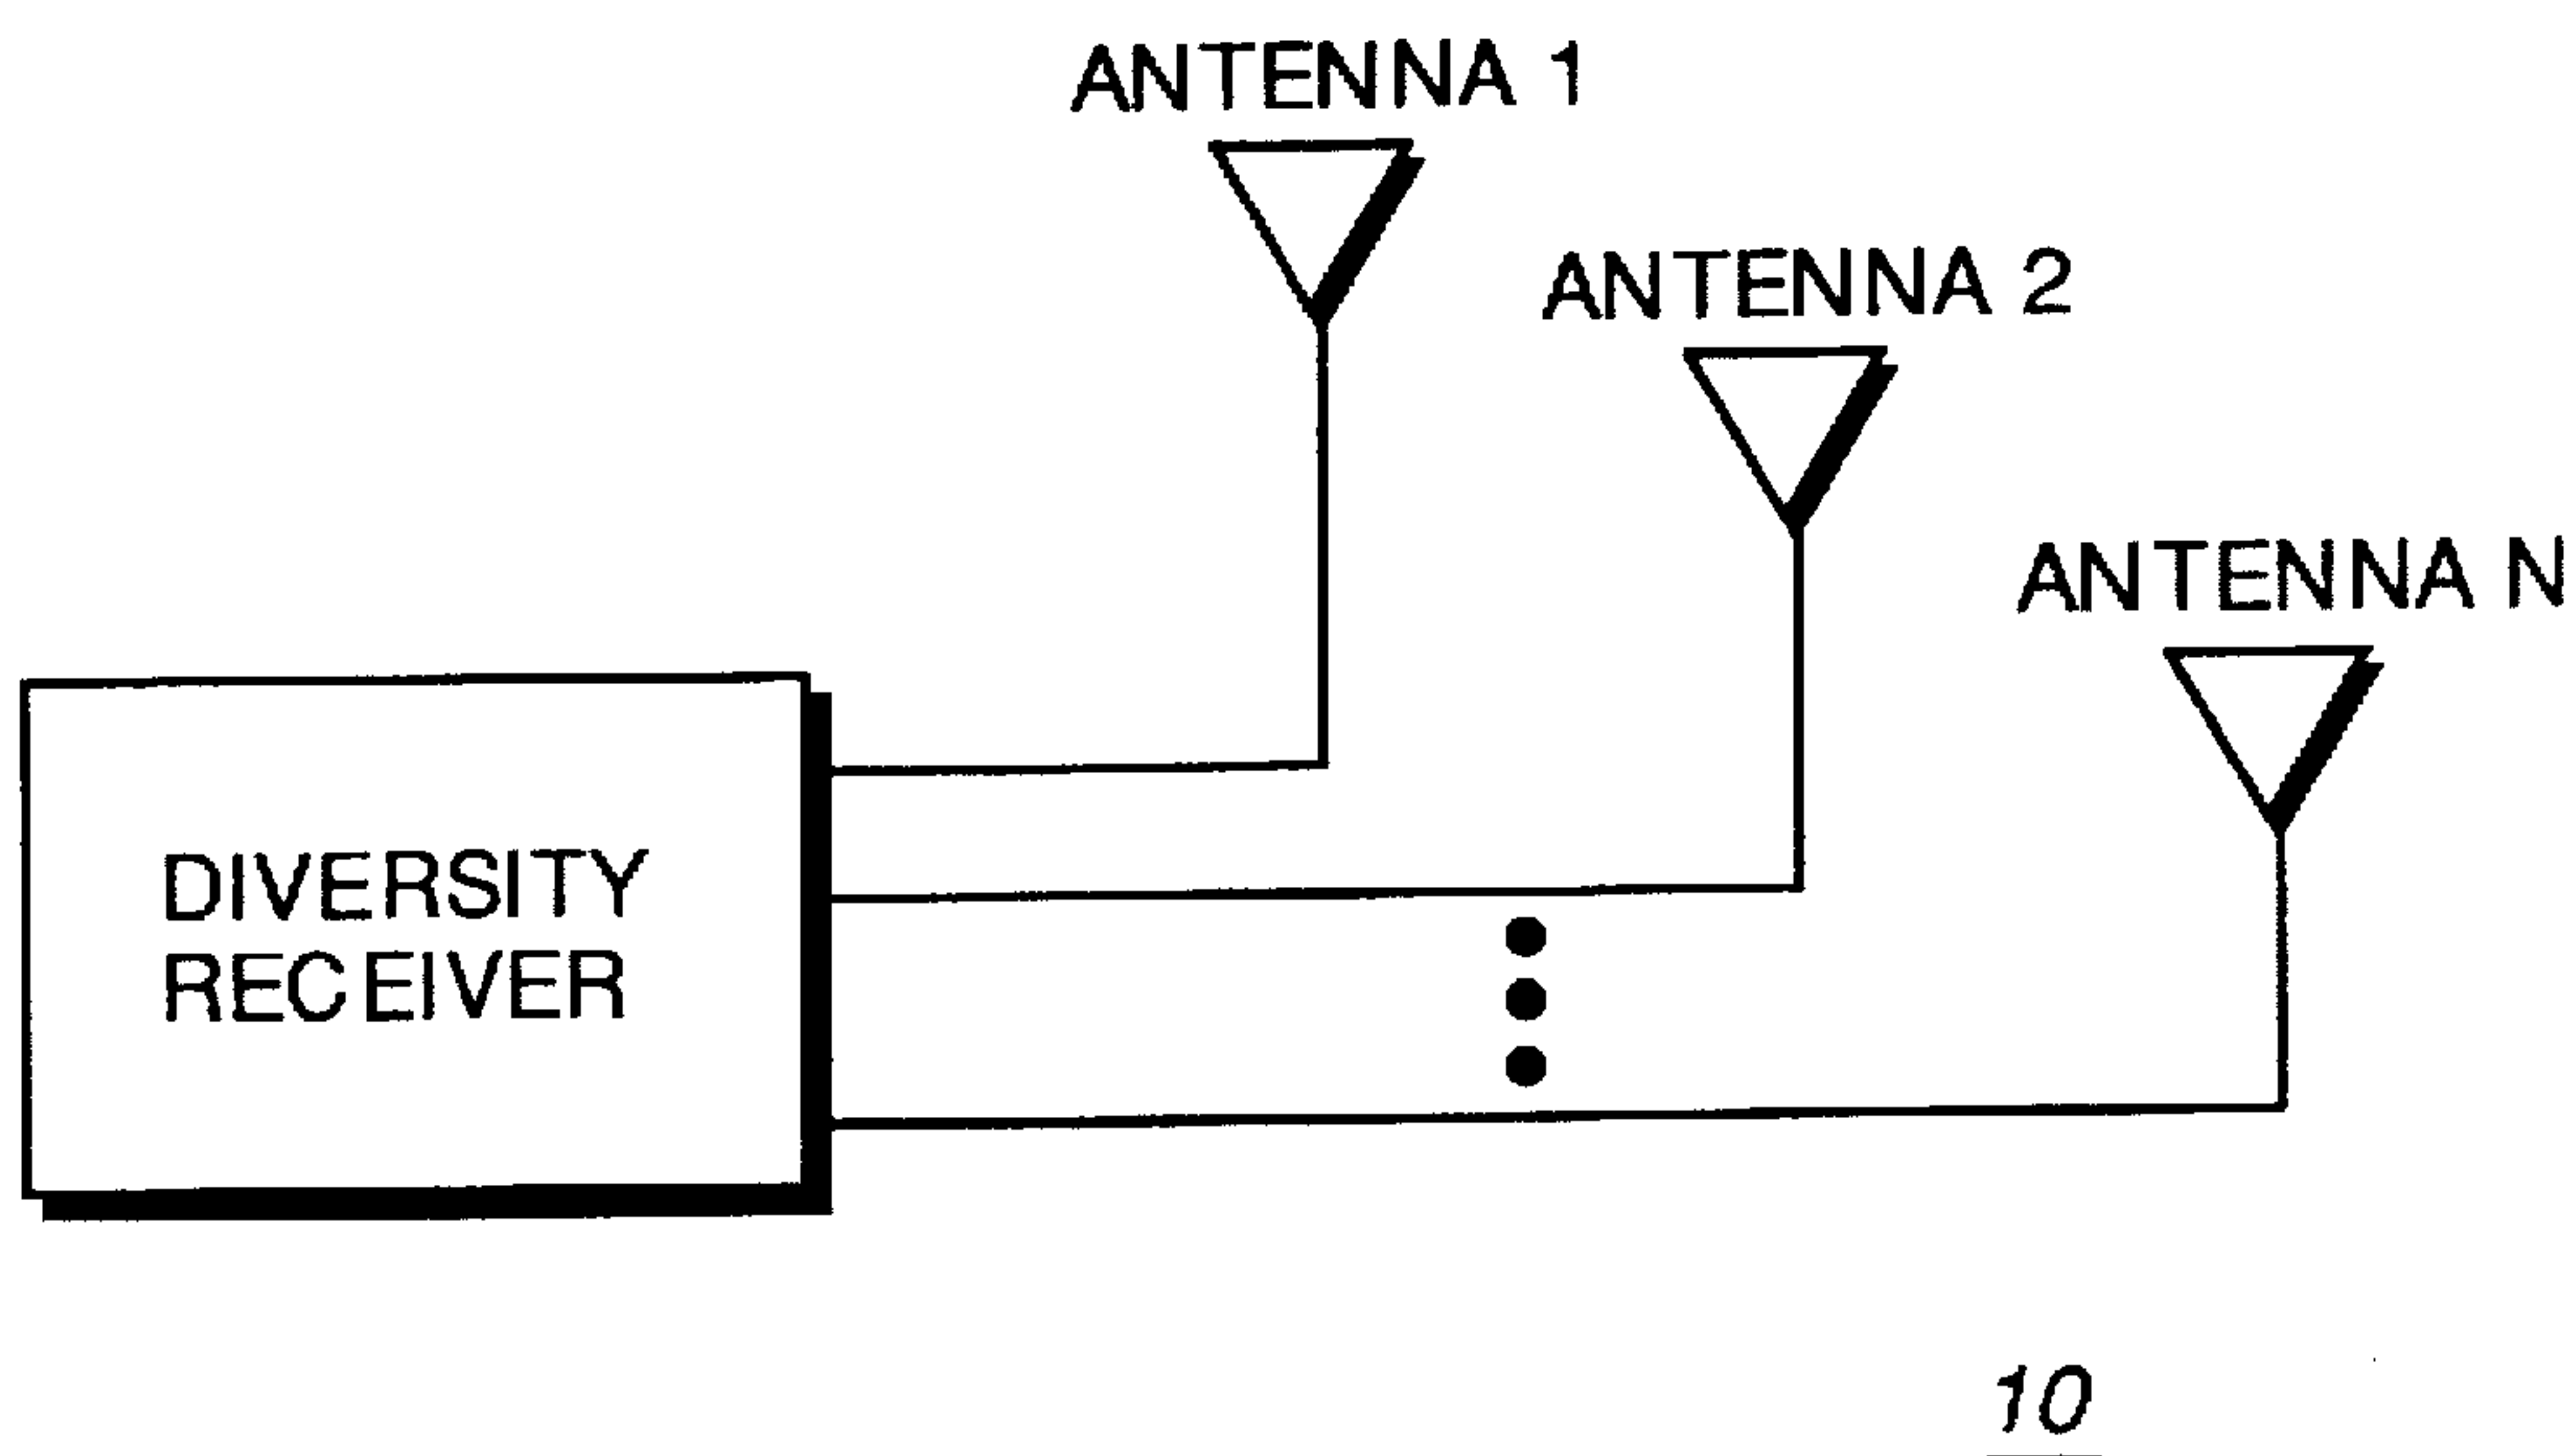 ANTENNA 1
ANTENNA 2
ANTENNA N
DIVERSITY
RECEIVER
10